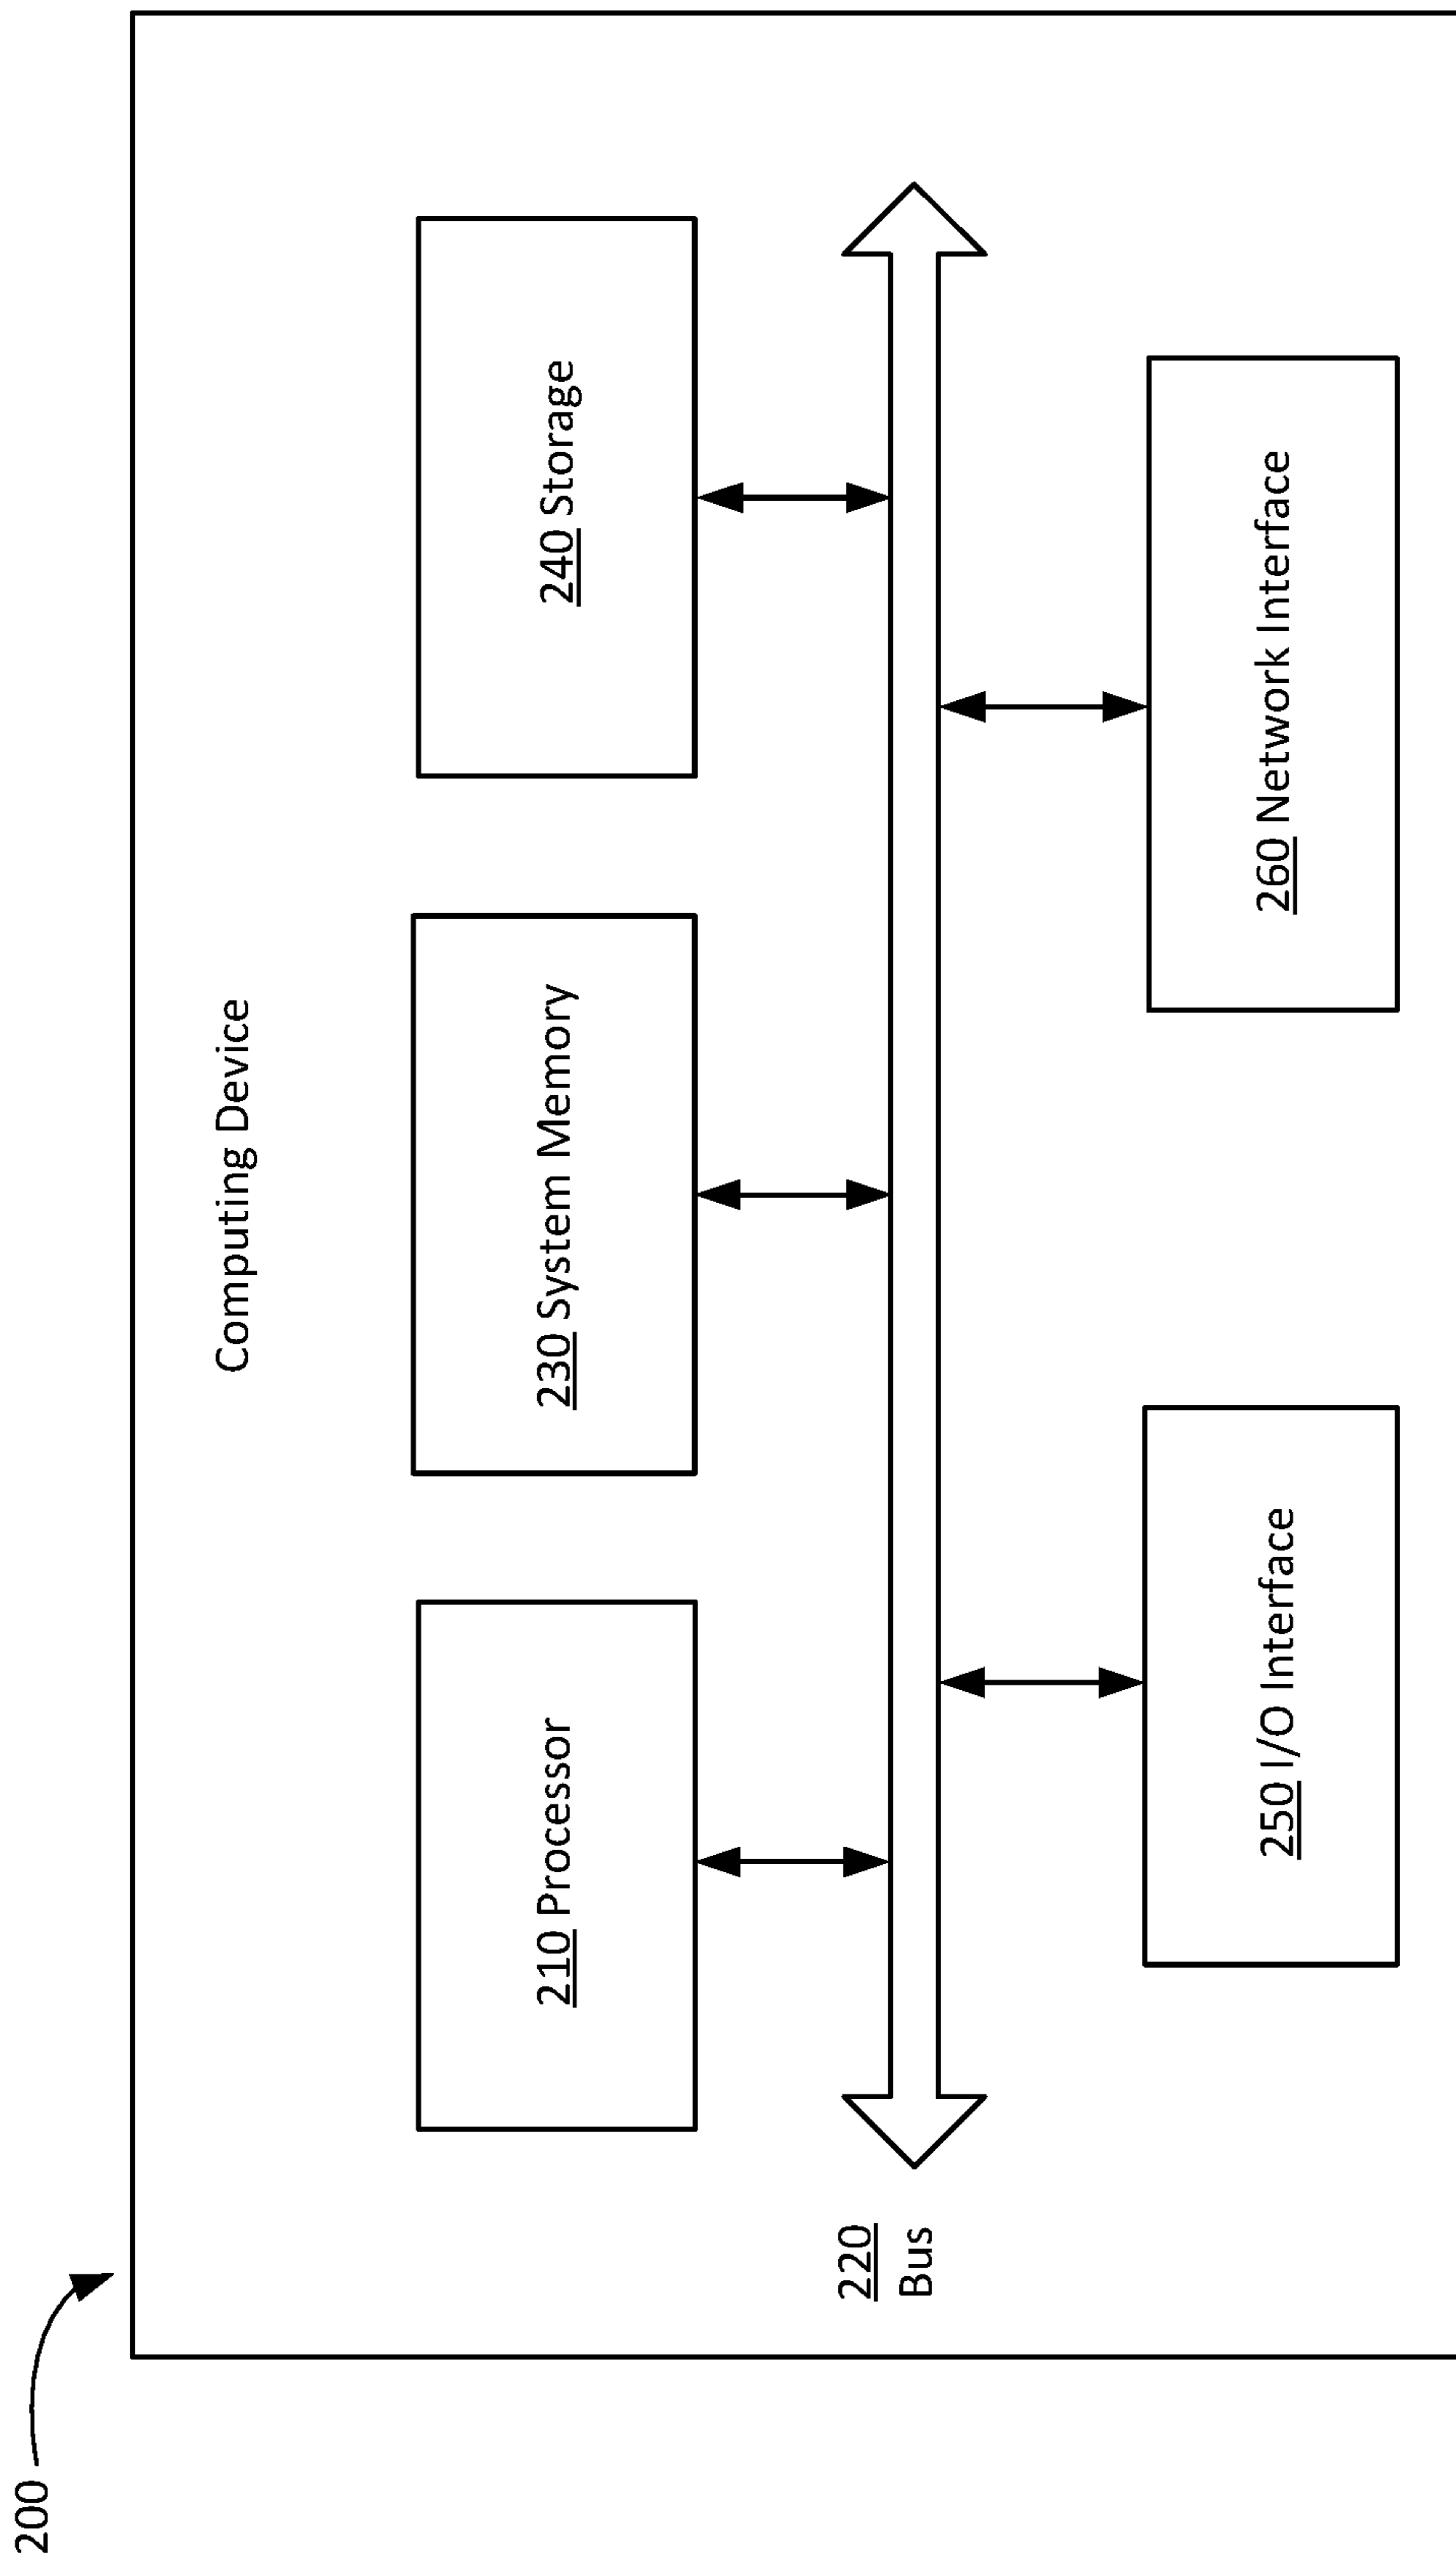 200
Computing Device
210 Processor
230 System Memory
240 Storage
220
Bus
250 I/O Interface
260 Network Interface